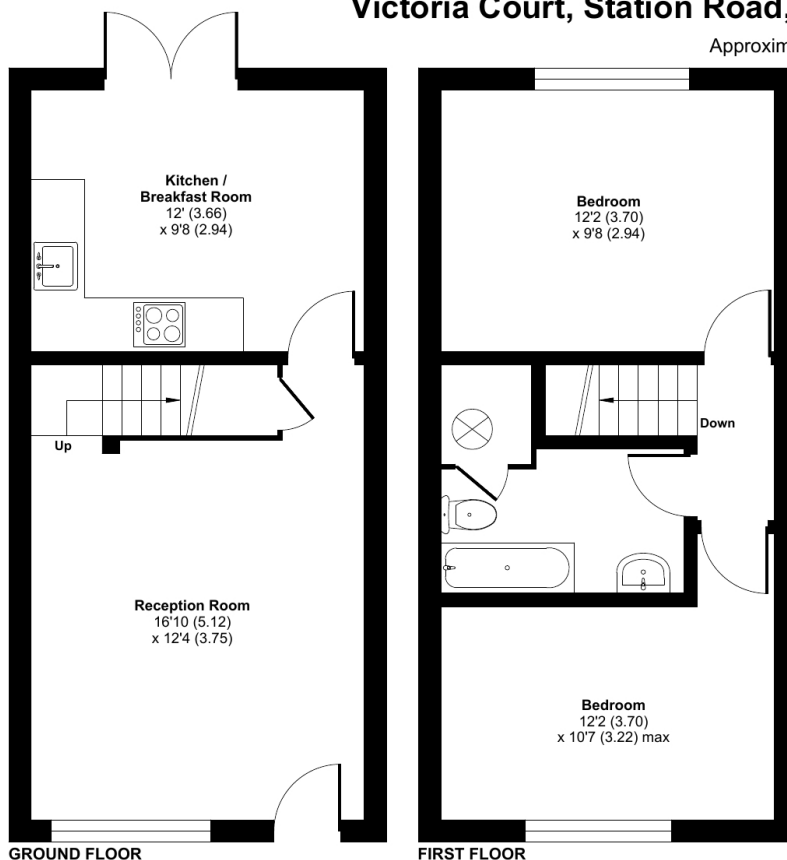 Victoria Court, Station Road,
Approxim
Kitchen /
Breakfast Room
12' (3.66)
x 9'8 (2.94)
Bedroom
12'2 (3.70)
x 9'8 (2.94)
Up
Down
Reception Room
16'10 (5.12)
x 12'4 (3.75)
Bedroom
12'2 (3.70)
x 10'7 (3.22) max
GROUND FLOOR
FIRST FLOOR